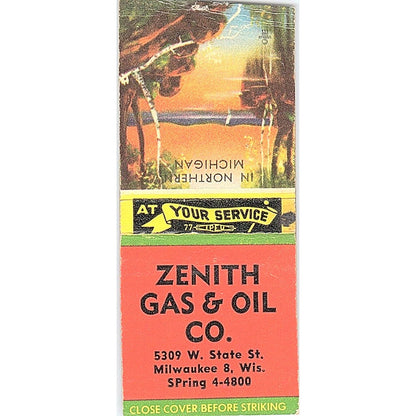 IN NORTHERN
MICHIGAN
AT YOUR SERVICE
ZENITH
GAS & OIL
CO.
5309 W. State St.
Milwaukee 8, Wis.
SPring 4-4800
CLOSE COVER BEFORE STRIKING